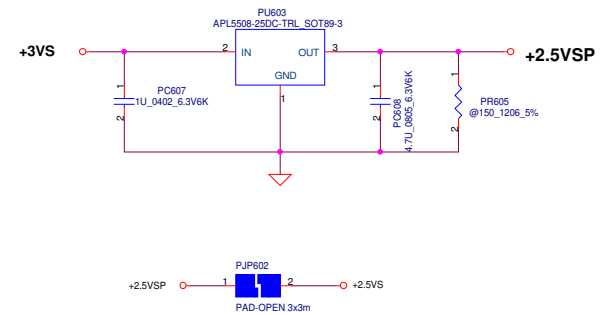 PU603
APL5508-25DC-TRL_SOT89-3
+3VS
2
IN
OUT
3
+2.5VSP
GND
1
1
PC607
1U_0402_6.3V6K
2
1
PC608
4.7U_0805_6.3V6K
2
1
PR605
@150_1206_5%
2
PJP602
+2.5VSP
1
2
+2.5VS
PAD-OPEN 3x3m